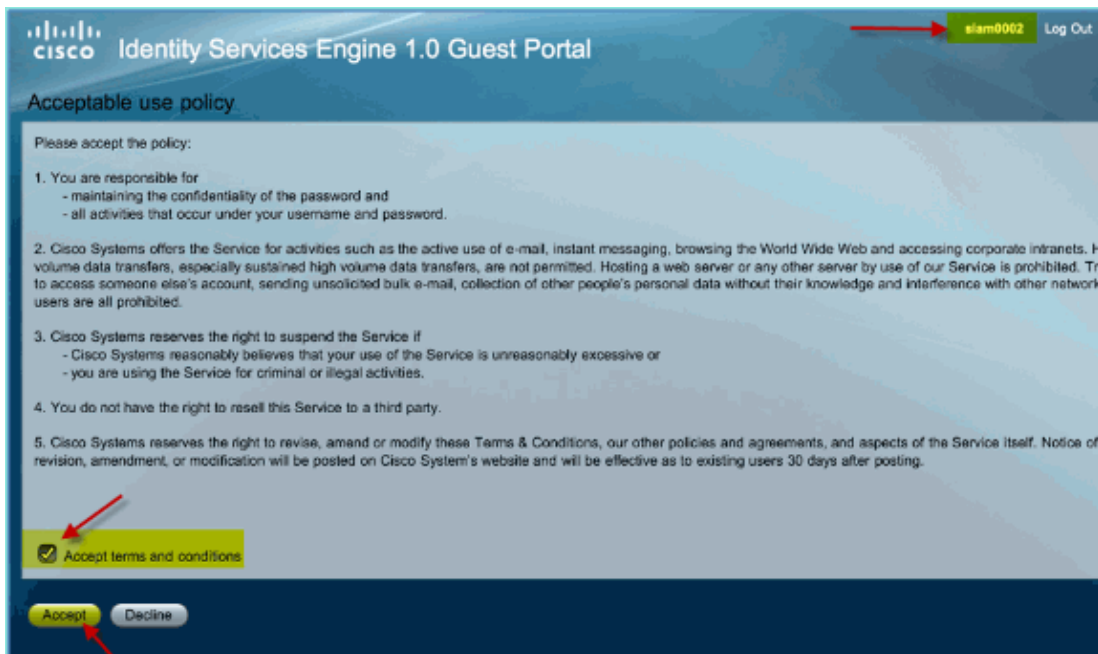 siam0002 Log Out
CISCO Identity Services Engine 1.0 Guest Portal
Acceptable use policy
Please accept the policy:
1. You are responsible for
- maintaining the confidentiality of the password and
- all activities that occur under your username and password.
2. Cisco Systems offers the Service for activities such as the active use of e-mail, instant messaging, browsing the World Wide Web and accessing corporate intranets. H
volume data transfers, especially sustained high volume data transfers, are not permitted. Hosting a web server or any other server by use of our Service is prohibited. Tr
to access someone else's account, sending unsolicited bulk e-mail, collection of other people's personal data without their knowledge and interference with other network
users are all prohibited.
3. Cisco Systems reserves the right to suspend the Service if
- Cisco Systems reasonably believes that your use of the Service is unreasonably excessive or
- you are using the Service for criminal or illegal activities.
4. You do not have the right to resell this Service to a third party.
5. Cisco Systems reserves the right to revise, amend or modify these Terms & Conditions, our other policies and agreements, and aspects of the Service itself. Notice of
revision, amendment, or modification will be posted on Cisco System's website and will be effective as to existing users 30 days after posting.
Accept terms and conditions
Accept Decline